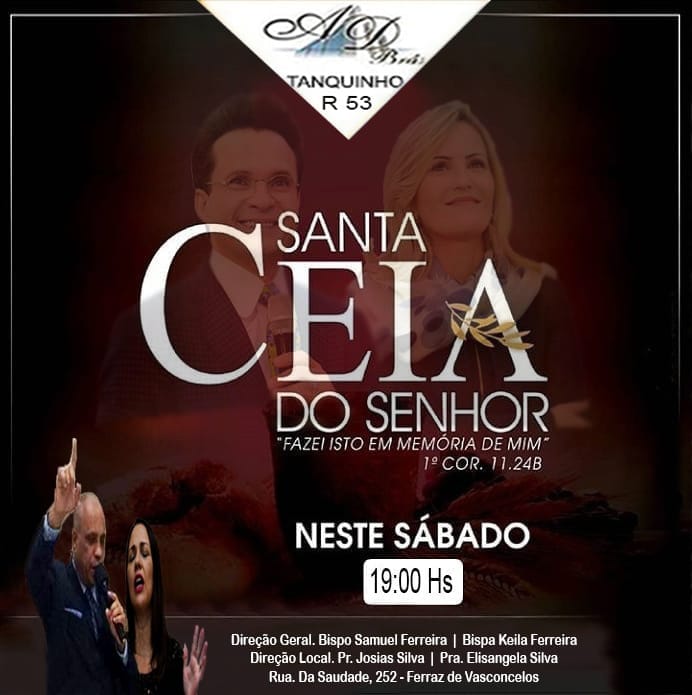 AD
Brás
TANQUINHO
R 53
SANTA
CEIA
DO SENHOR
"FAZEI ISTO EM MEMÓRIA DE MIM"
1º COR. 11.24B
NESTE SÁBADO
19:00 Hs
Direção Geral. Bispo Samuel Ferreira | Bispa Keila Ferreira
Direção Local. Pr. Josias Silva | Pra. Elisangela Silva
Rua. Da Saudade, 252 - Ferraz de Vasconcelos